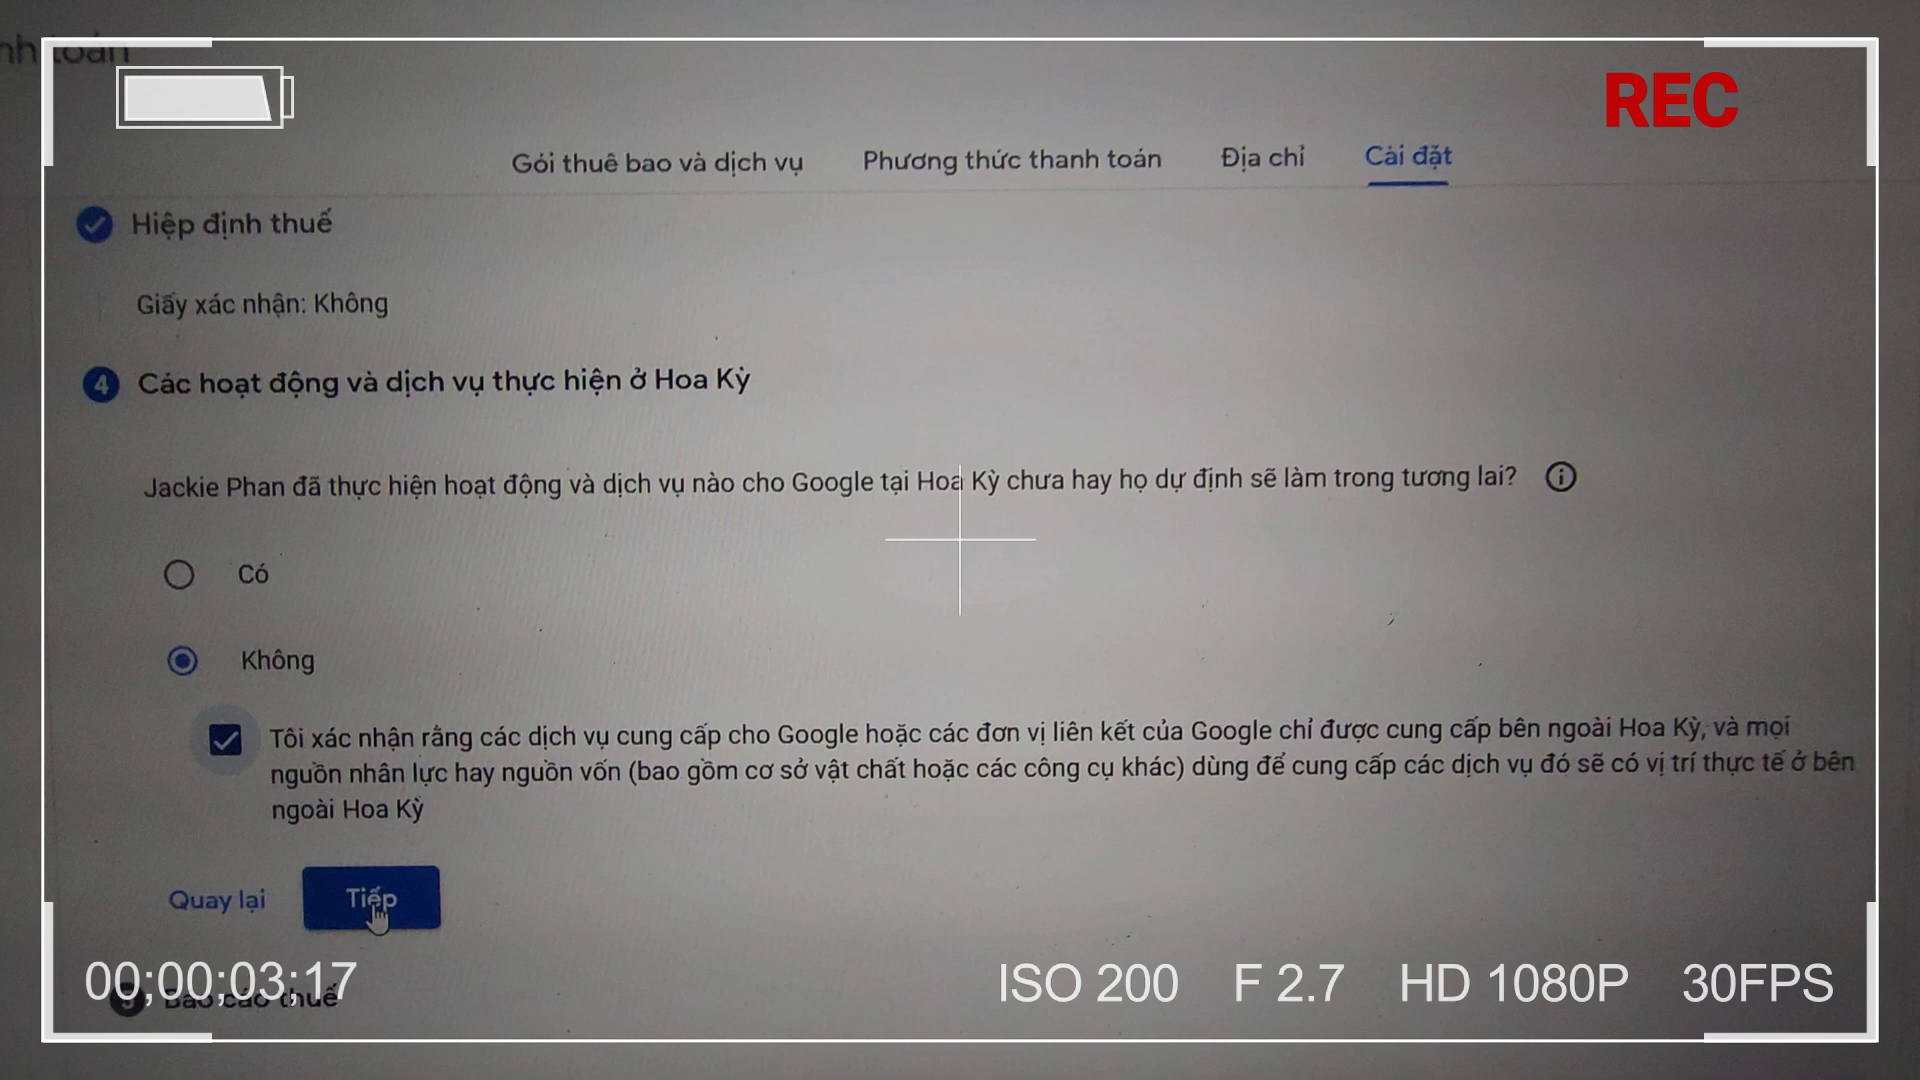 nh toán
REC
Gói thuê bao và dịch vụ Phương thức thanh toán Địa chỉ Cài đặt
Hiệp định thuế
Giấy xác nhận: Không
4 Các hoạt động và dịch vụ thực hiện ở Hoa Kỳ
Jackie Phan đã thực hiện hoạt động và dịch vụ nào cho Google tại Hoa Kỳ chưa hay họ dự định sẽ làm trong tương lai?
Có
Không
Tôi xác nhận rằng các dịch vụ cung cấp cho Google hoặc các đơn vị liên kết của Google chỉ được cung cấp bên ngoài Hoa Kỳ, và mọi
nguồn nhân lực hay nguồn vốn (bao gồm cơ sở vật chất hoặc các công cụ khác) dùng để cung cấp các dịch vụ đó sẽ có vị trí thực tế ở bên
ngoài Hoa Kỳ
Quay lại Tiếp
00;00;03;17 ISO 200 F 2.7 HD 1080P 30FPS
5 Báo cáo thuế